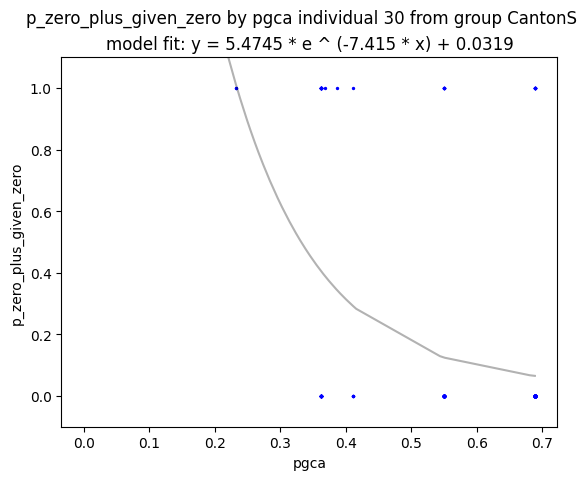 p_zero_plus_given_zero by pgca individual 30 from group CantonS
model fit: y = 5.4745 * e ^ (-7.415 * x) + 0.0319
1.0
0.8
0.6
0.4
0.2
0.0
p_zero_plus_given_zero
0.0 0.1 0.2 0.3 0.4 0.5 0.6 0.7
pgca